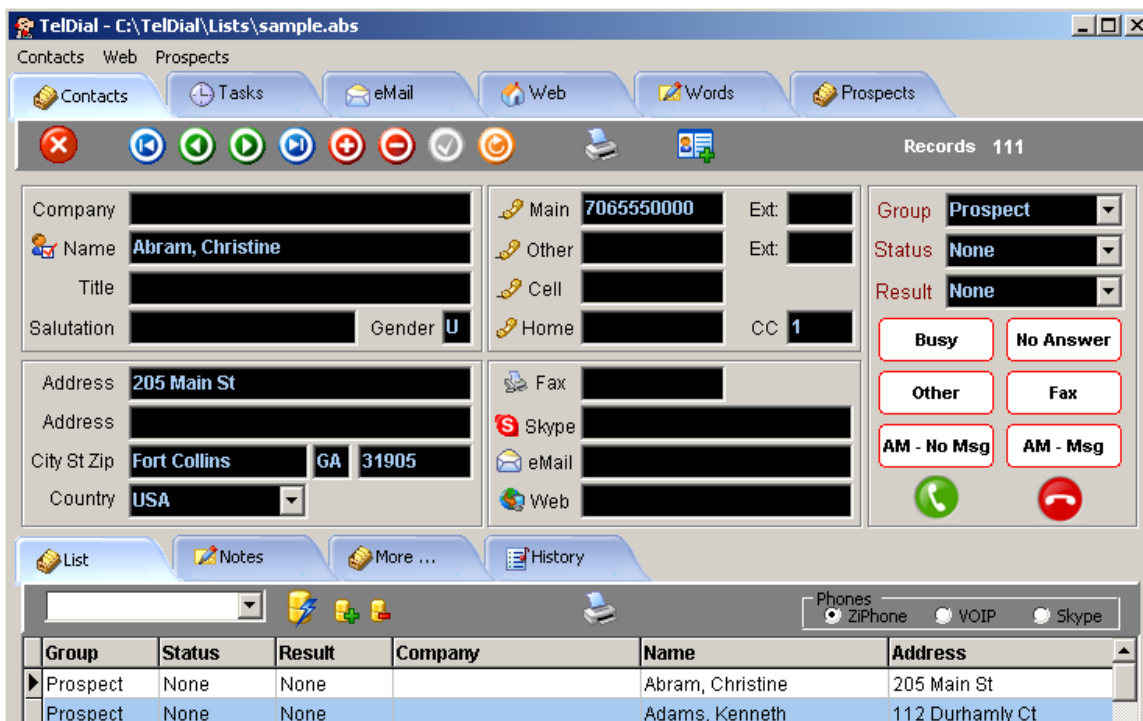 TelDial - C:\TelDial\Lists\sample.abs
Contacts Web Prospects
Contacts Tasks eMail Web Words Prospects
Records 111
Company
Name Abram, Christine
Title
Salutation Gender U
Main 7065550000 Ext:
Other Ext:
Cell
Home CC 1
Group Prospect
Status None
Result None
Busy No Answer
Other Fax
AM - No Msg AM - Msg
Address 205 Main St
Address
City St Zip Fort Collins GA 31905
Country USA
Fax
Skype
eMail
Web
List Notes More ... History
Phones
ZiPhone VOIP Skype
Group Status Result Company Name Address
Prospect None None Abram, Christine 205 Main St
Prospect None None Adams, Kenneth 112 Durhamly Ct